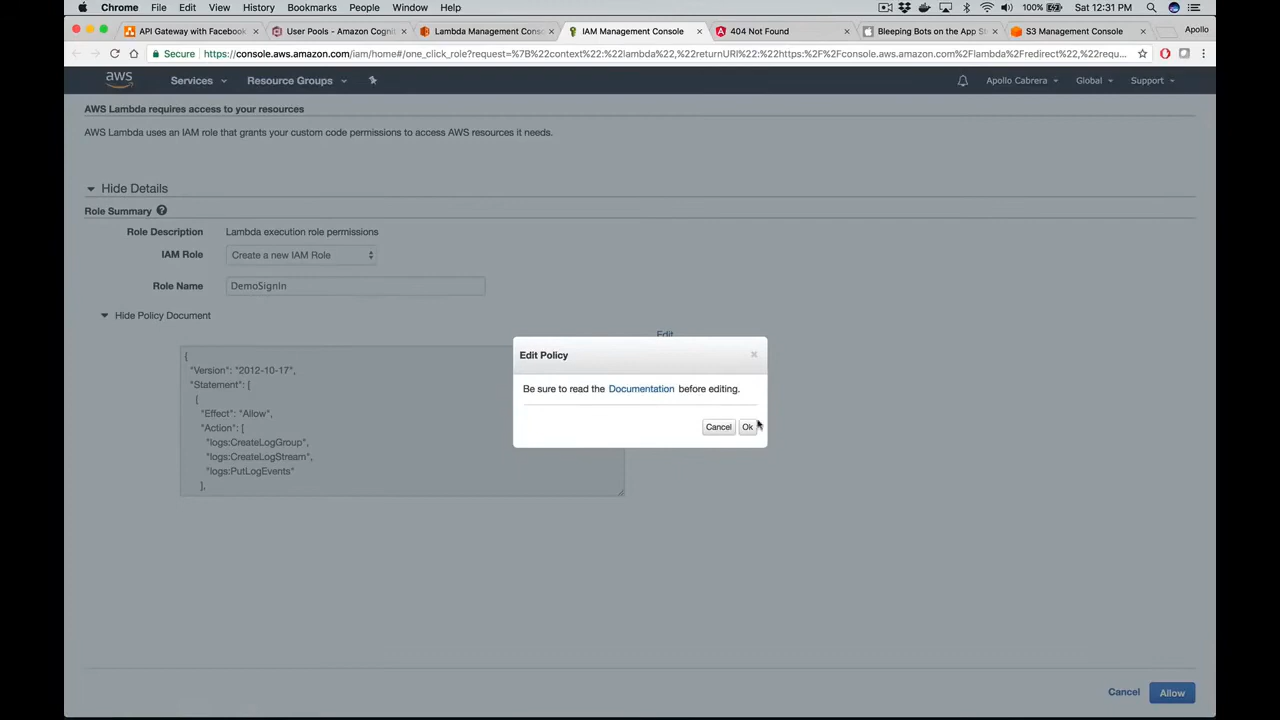 Chrome File Edit View History Bookmarks People Window Help 100% Sat 12:31 PM
API Gateway with Facebook × User Pools - Amazon Cogni × Lambda Management Conso × IAM Management Console × 404 Not Found × Bleeping Bots on the App St × S3 Management Console × Apollo
Secure https://console.aws.amazon.com/iam/home#/one_click_role?request=%7B%22context%22:%22lambda%22,%22returnURI%22:%22https:%2F%2Fconsole.aws.amazon.com%2Flambda%2Fredirect%22,%22requ...
aws Services Resource Groups Apollo Cabrera Global Support
AWS Lambda requires access to your resources
AWS Lambda uses an IAM role that grants your custom code permissions to access AWS resources it needs.
Hide Details
Role Summary ?
Role Description Lambda execution role permissions
IAM Role Create a new IAM Role
Role Name DemoSignIn
Hide Policy Document
Edit
{
"Version": "2012-10-17",
"Statement": [
{
"Effect": "Allow",
"Action": [
"logs:CreateLogGroup",
"logs:CreateLogStream",
"logs:PutLogEvents"
],
Edit Policy ×
Be sure to read the Documentation before editing.
Cancel Ok
Cancel Allow